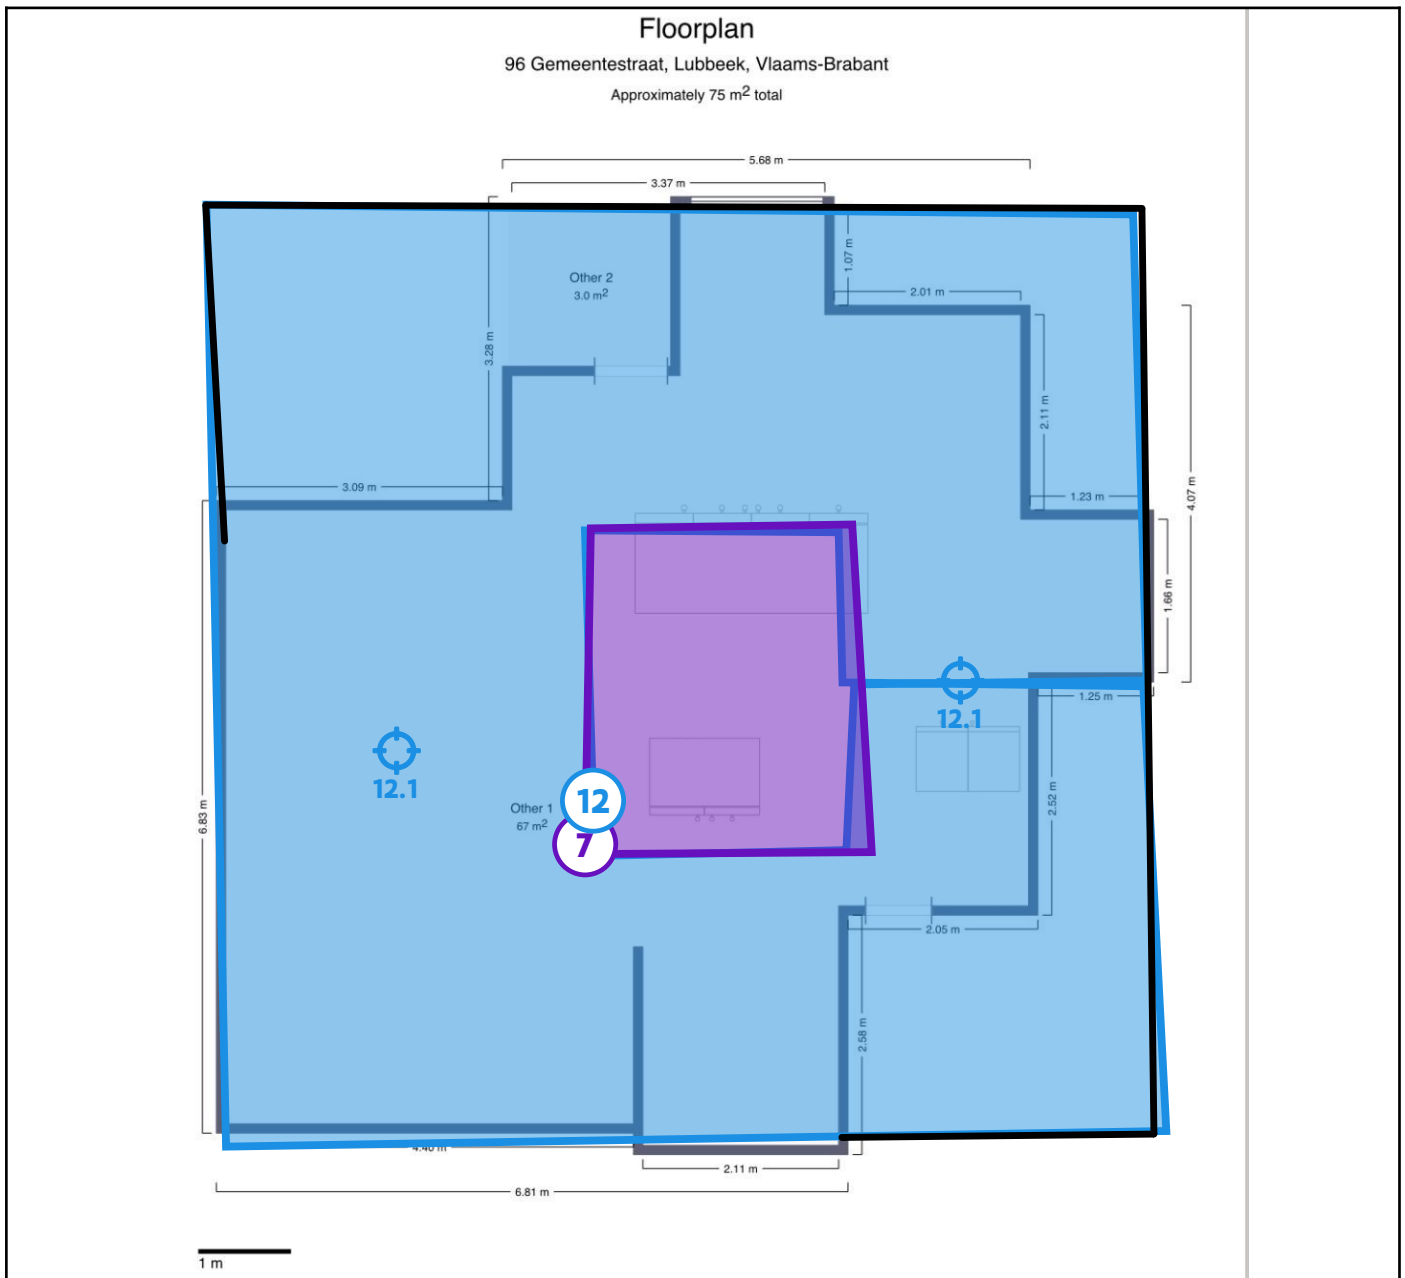 Floorplan
96 Gemeentestraat, Lubbeek, Vlaams-Brabant
Approximately 75 m² total
5.68 m
3.37 m
1.07 m
Other 2
3.0 m²
2.01 m
3.28 m
2.11 m
3.09 m
1.23 m
4.07 m
1.66 m
12.1
1.25 m
12.1
12
Other 1
67 m²
7
6.83 m
2.52 m
2.05 m
2.58 m
4.40 m
2.11 m
6.81 m
1 m